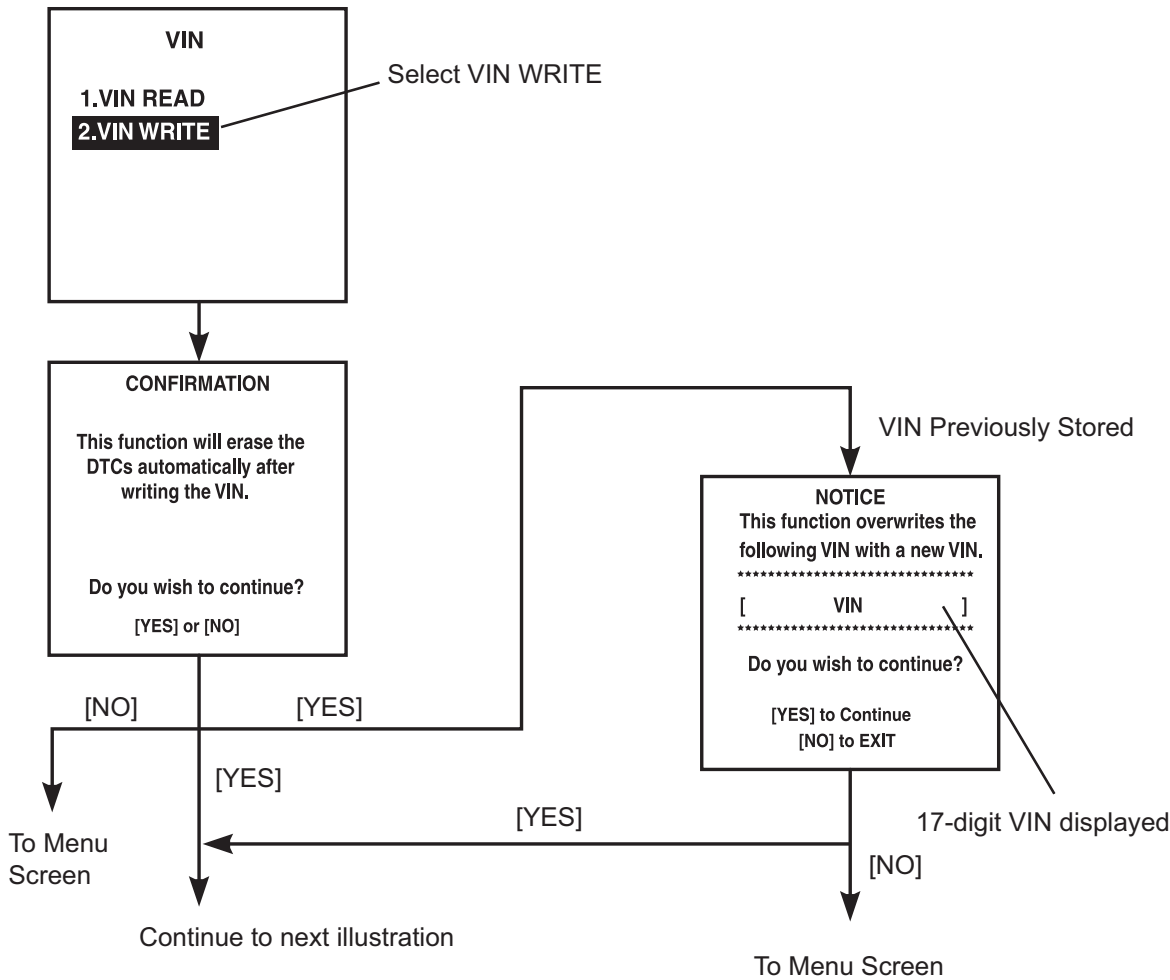 VIN
1.VIN READ
2.VIN WRITE
Select VIN WRITE
CONFIRMATION
This function will erase the
DTCs automatically after
writing the VIN.
Do you wish to continue?
[YES] or [NO]
VIN Previously Stored
NOTICE
This function overwrites the
following VIN with a new VIN.
*******************************
[ VIN ]
*******************************
Do you wish to continue?
[YES] to Continue
[NO] to EXIT
17-digit VIN displayed
[NO]
[YES]
[YES]
[YES]
[NO]
To Menu
Screen
Continue to next illustration
To Menu Screen